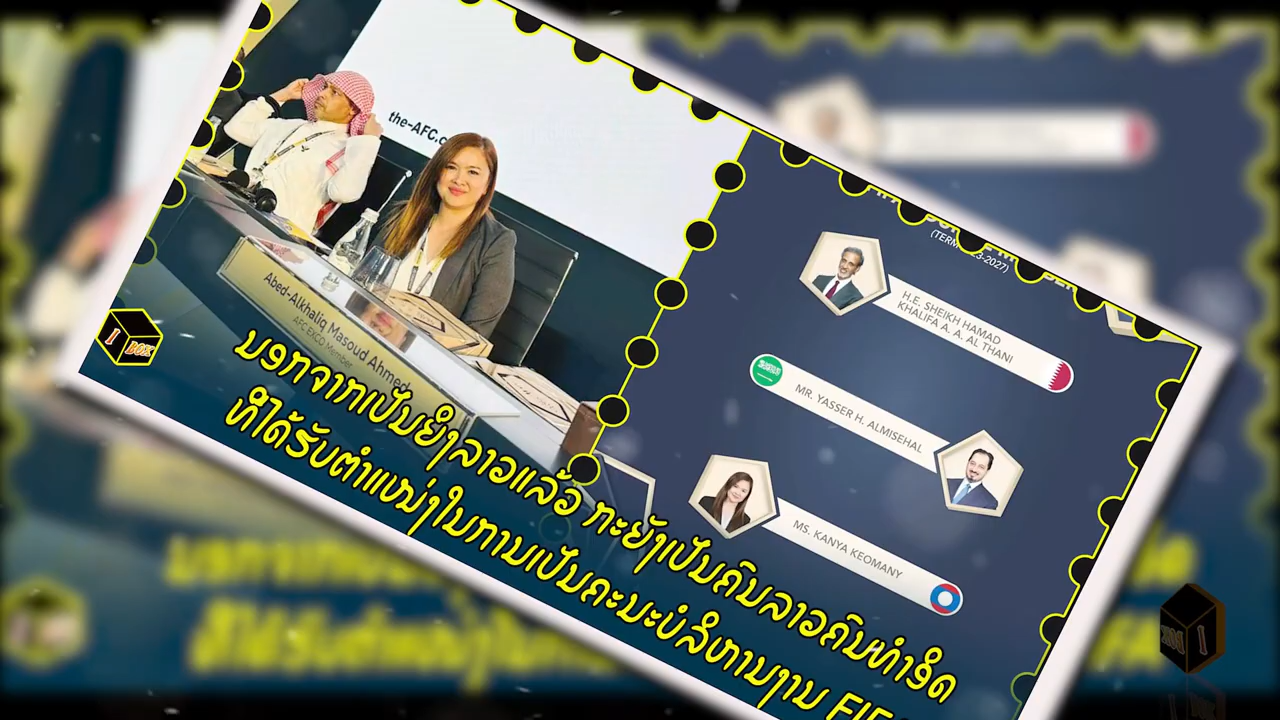 the-AFC.c
Abed-Alkhaliq Masoud Ahmed
AFC EXCO Member
(TERM
3-2027)
H.E. SHEIKH HAMAD
KHALIFA A. A. AL THANI
MR. YASSER H. ALMISEHAL
MS. KANYA KEOMANY
I BOX
ນອກຈາກເປັນຍິງລາວແລ້ວ ກະຍັງເປັນຄົນລາວຄົນທຳອິດ
ທີ່ໄດ້ຮັບຕຳແໜ່ງໃນການເປັນຄະນະບໍລິຫານງານ FIFA